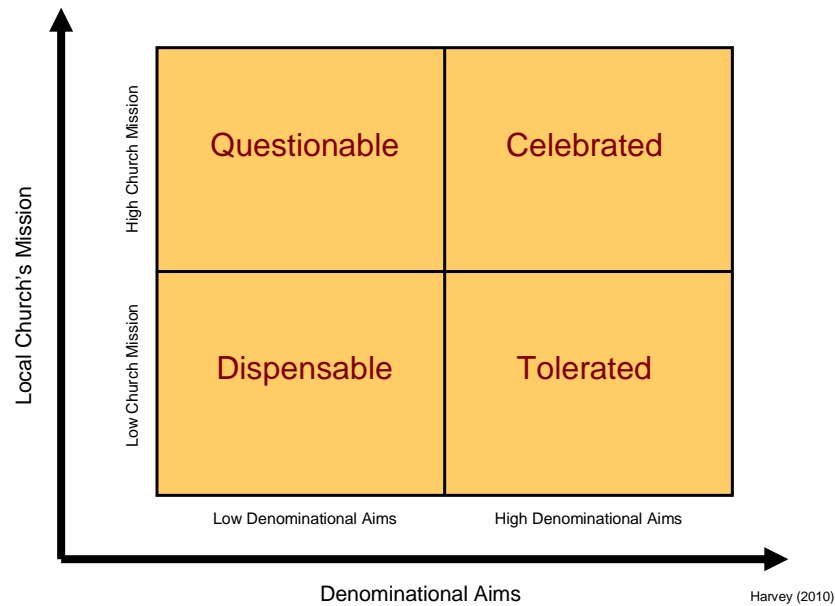 Local Church's Mission
High Church Mission
Low Church Mission
Questionable
Celebrated
Dispensable
Tolerated
Low Denominational Aims
High Denominational Aims
Denominational Aims
Harvey (2010)